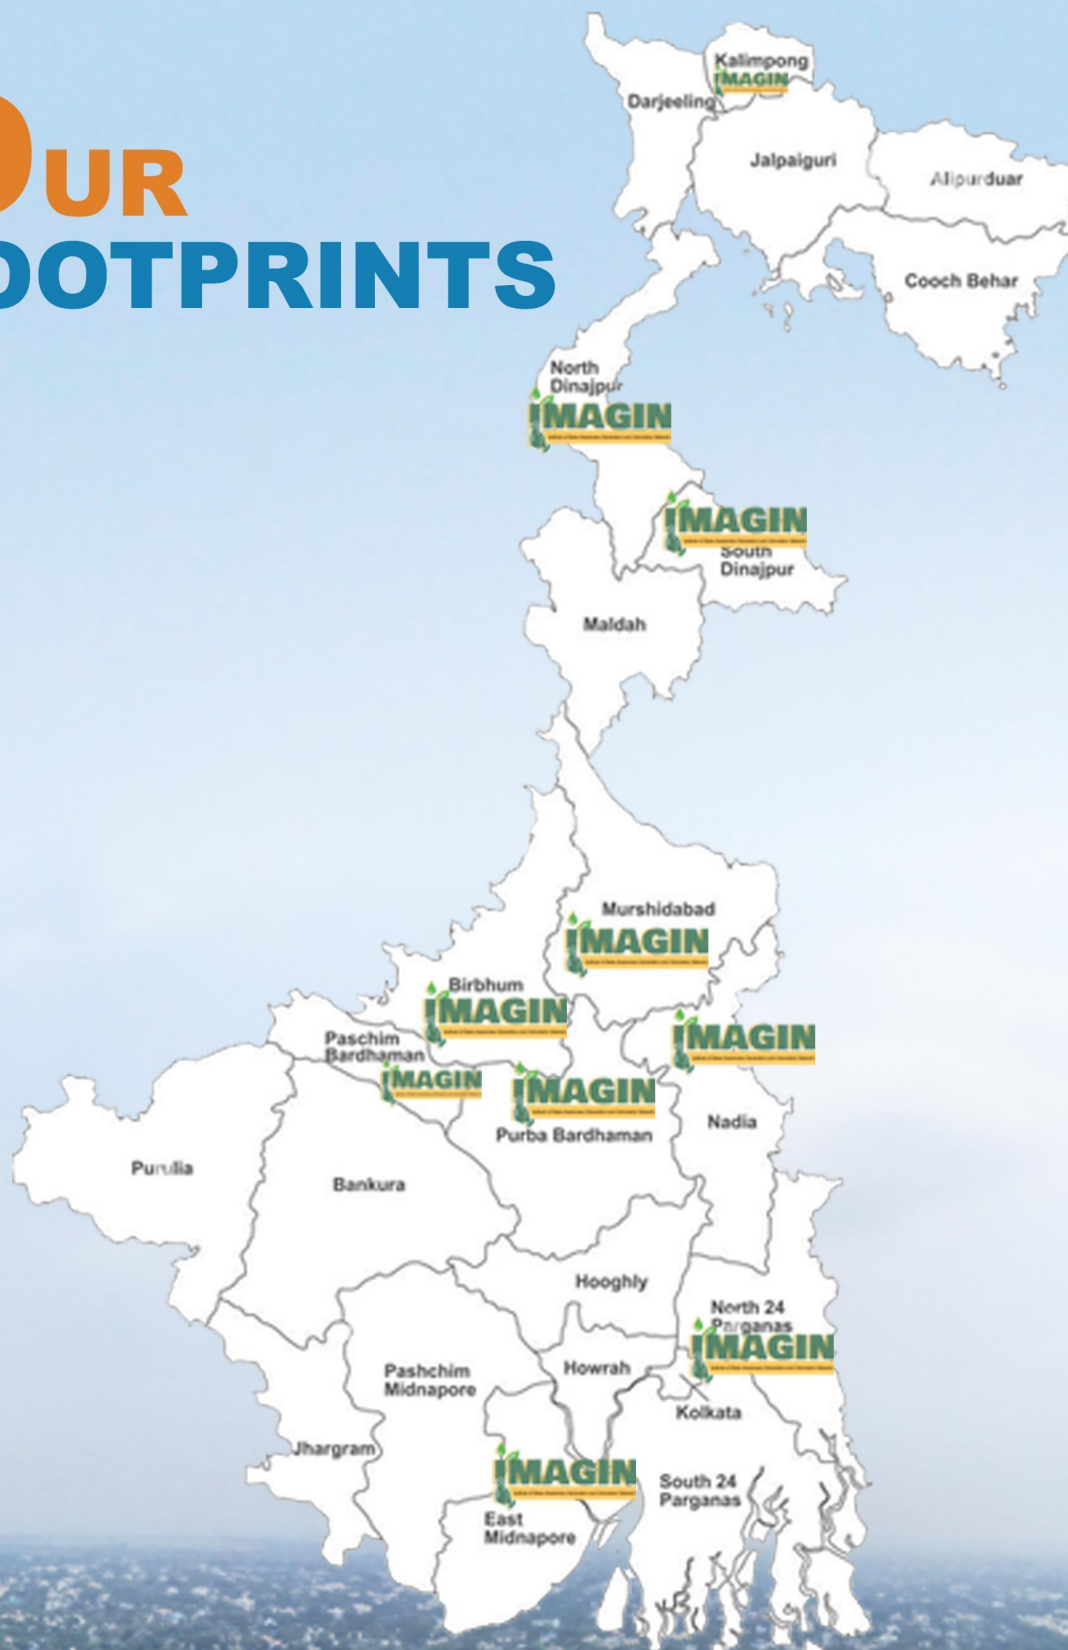 OUR
OOTPRINTS
Kalimpong
IMAGIN
Darjeeling
Jalpaiguri
Alipurduar
Cooch Behar
North
Dinajpur
IMAGIN
IMAGIN
South
Dinajpur
Maldah
Murshidabad
IMAGIN
Birbhum
IMAGIN
IMAGIN
Paschim
Bardhaman
IMAGIN
IMAGIN
Nadia
Purba Bardhaman
Purulia
Bankura
Hooghly
North 24
Parganas
IMAGIN
Howrah
Pashchim
Midnapore
Kolkata
Jhargram
IMAGIN
South 24
Parganas
East
Midnapore